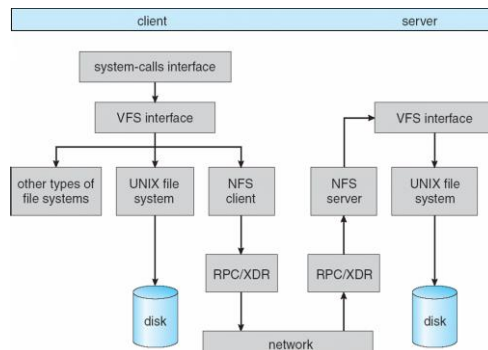 client
server
system-calls interface
VFS interface
VFS interface
other types of
file systems
UNIX file
system
NFS
client
NFS
server
UNIX file
system
RPC/XDR
RPC/XDR
disk
disk
network